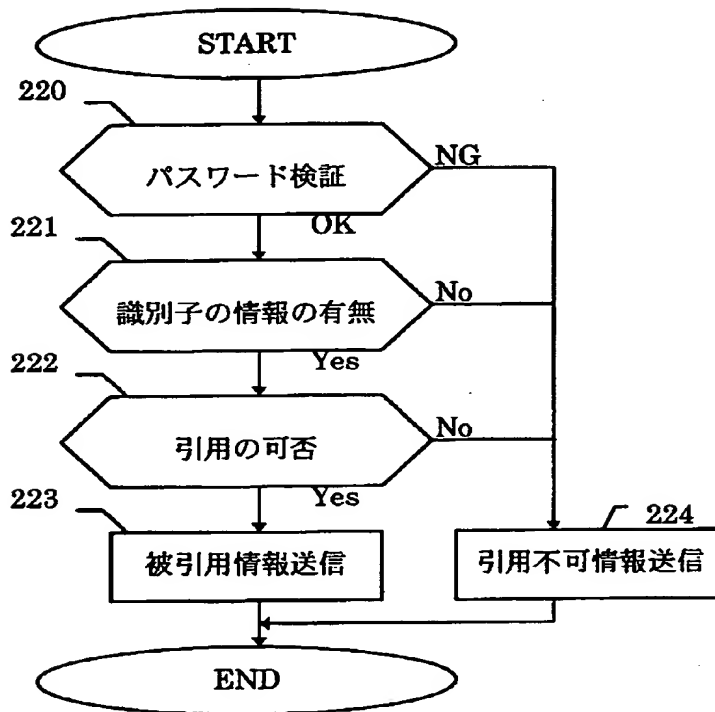 START
220
パスワード検証
NG
OK
221
識別子の情報の有無
No
Yes
222
引用の可否
No
Yes
223
被引用情報送信
224
引用不可情報送信
END